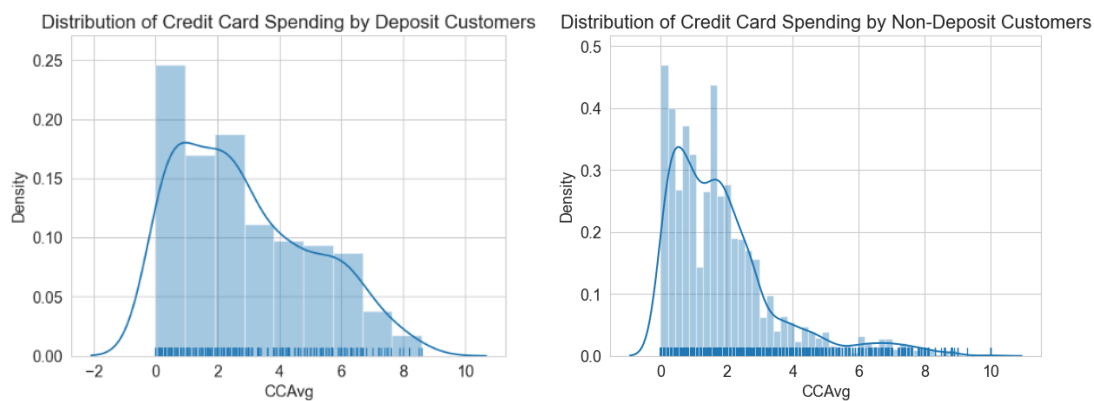 Distribution of Credit Card Spending by Deposit Customers
0.25
0.20
0.15
0.10
0.05
0.00
Density
−2 0 2 4 6 8 10
CCAvg
Distribution of Credit Card Spending by Non-Deposit Customers
0.5
0.4
0.3
0.2
0.1
0.0
Density
0 2 4 6 8 10
CCAvg